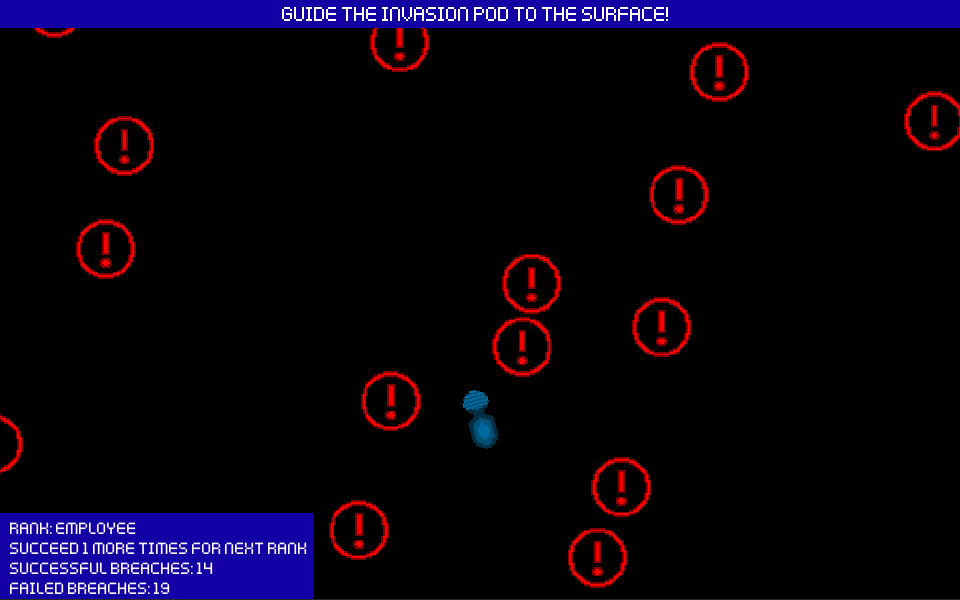 GUIDE THE INVASION POD TO THE SURFACE!
!
!
!
!
!
!
!
!
!
!
!
!
!
RANK: EMPLOYEE
SUCCEED 1 MORE TIMES FOR NEXT RANK
SUCCESSFUL BREACHES: 14
FAILED BREACHES: 19